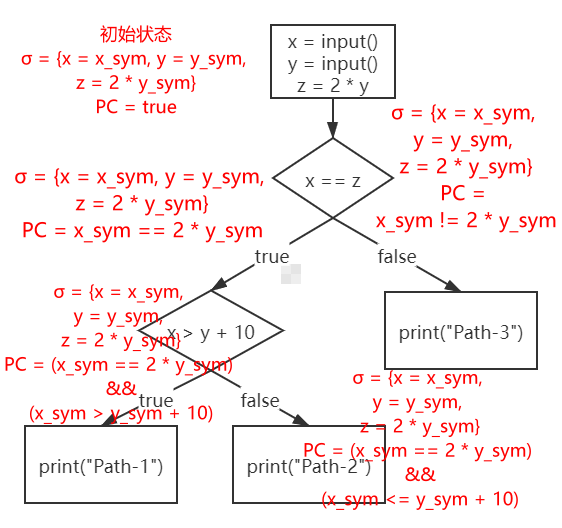 初始状态
σ = {x = x_sym, y = y_sym,
z = 2 * y_sym}
PC = true
x = input()
y = input()
z = 2 * y
σ = {x = x_sym,
y = y_sym,
z = 2 * y_sym}
PC =
x_sym != 2 * y_sym
σ = {x = x_sym, y = y_sym,
z = 2 * y_sym}
PC = x_sym == 2 * y_sym
x == z
true
false
σ = {x = x_sym,
y = y_sym,
z = 2 * y_sym}
PC = (x_sym == 2 * y_sym)
&&
(x_sym > y_sym + 10)
x > y + 10
print("Path-3")
true
false
σ = {x = x_sym,
y = y_sym,
z = 2 * y_sym}
PC = (x_sym == 2 * y_sym)
&&
(x_sym <= y_sym + 10)
print("Path-1")
print("Path-2")